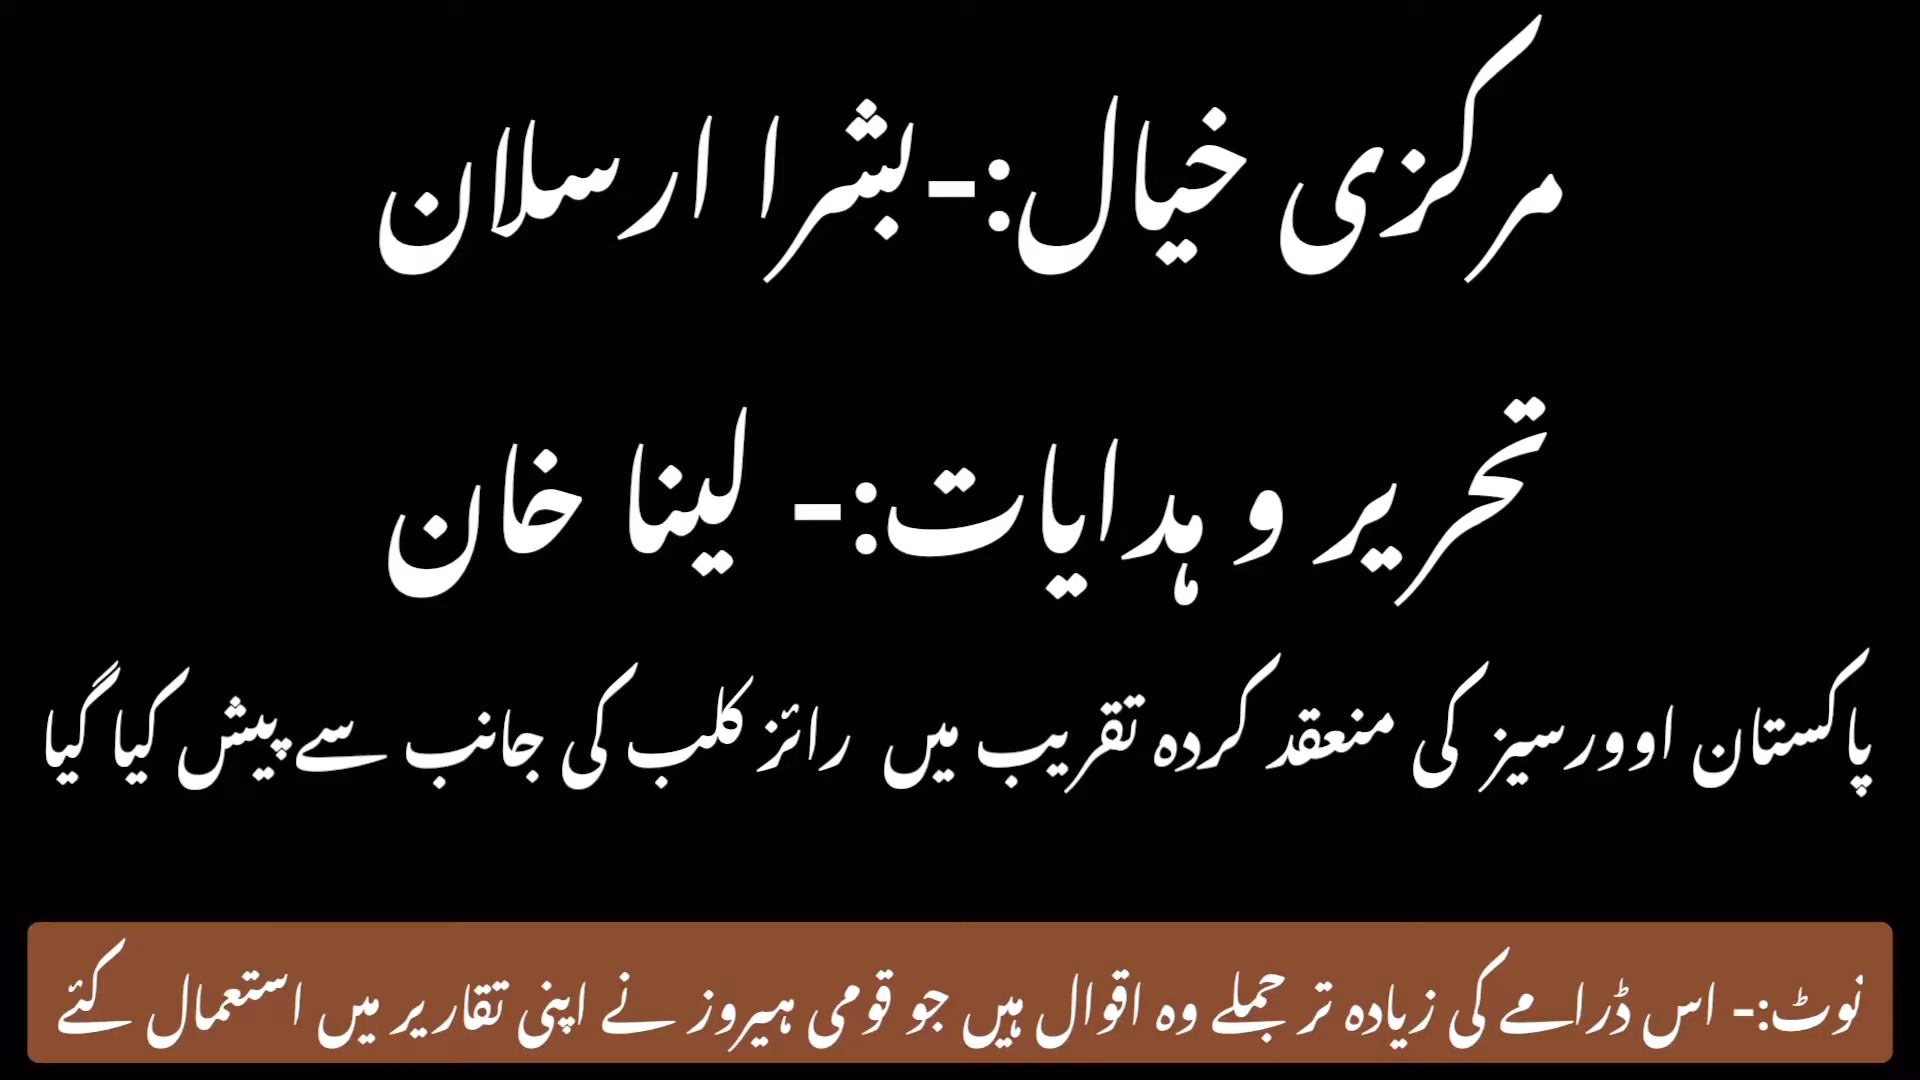 مرکزی خیال:-بشرا ارسلان
تحریر و ہدایات:- لینا خان
پاکستان اوورسیز کی منعقد کردہ تقریب میں رائز کلب کی جانب سے پیش کیا گیا
نوٹ:- اس ڈرامے کی زیادہ تر جملے وہ اقوال ہیں جو قومی ہیروز نے اپنی تقاریر میں استعمال کئے